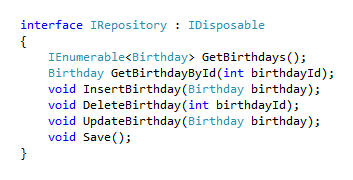 interface IRepository : IDisposable
{
    IEnumerable<Birthday> GetBirthdays();
    Birthday GetBirthdayById(int birthdayId);
    void InsertBirthday(Birthday birthday);
    void DeleteBirthday(int birthdayId);
    void UpdateBirthday(Birthday birthday);
    void Save();
}